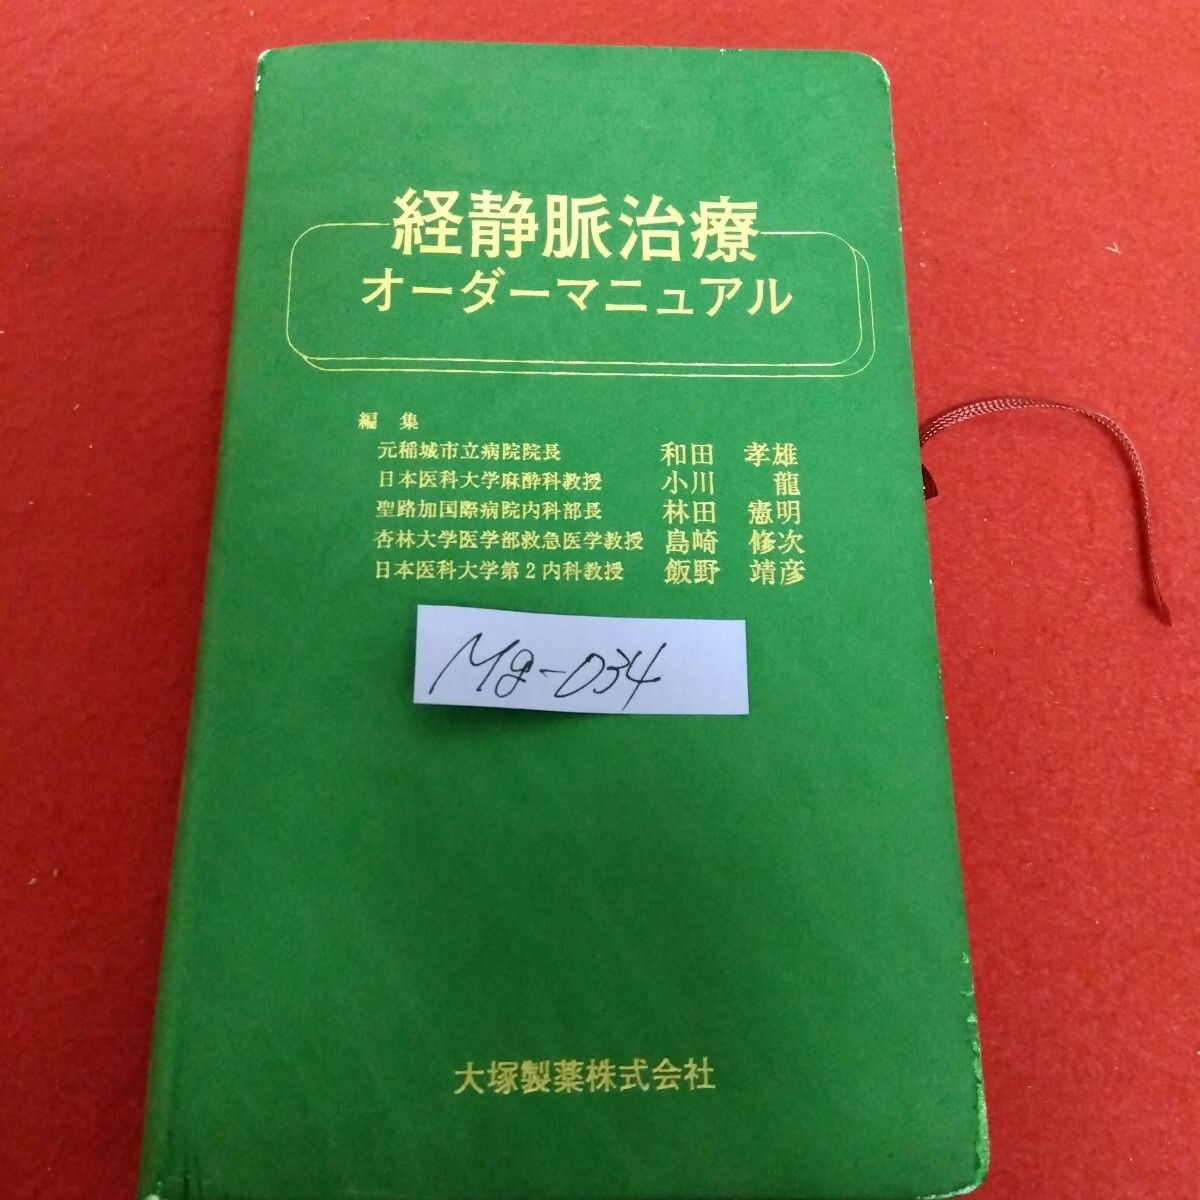 経静脈治療
オーダーマニュアル
編 集
元稲城市立病院院長 和田 孝雄
日本医科大学麻酔科教授 小川 龍
聖路加国際病院内科部長 林田 憲明
杏林大学医学部救急医学教授 島崎 修次
日本医科大学第2内科教授 飯野 靖彦
Mg-034
大塚製薬株式会社